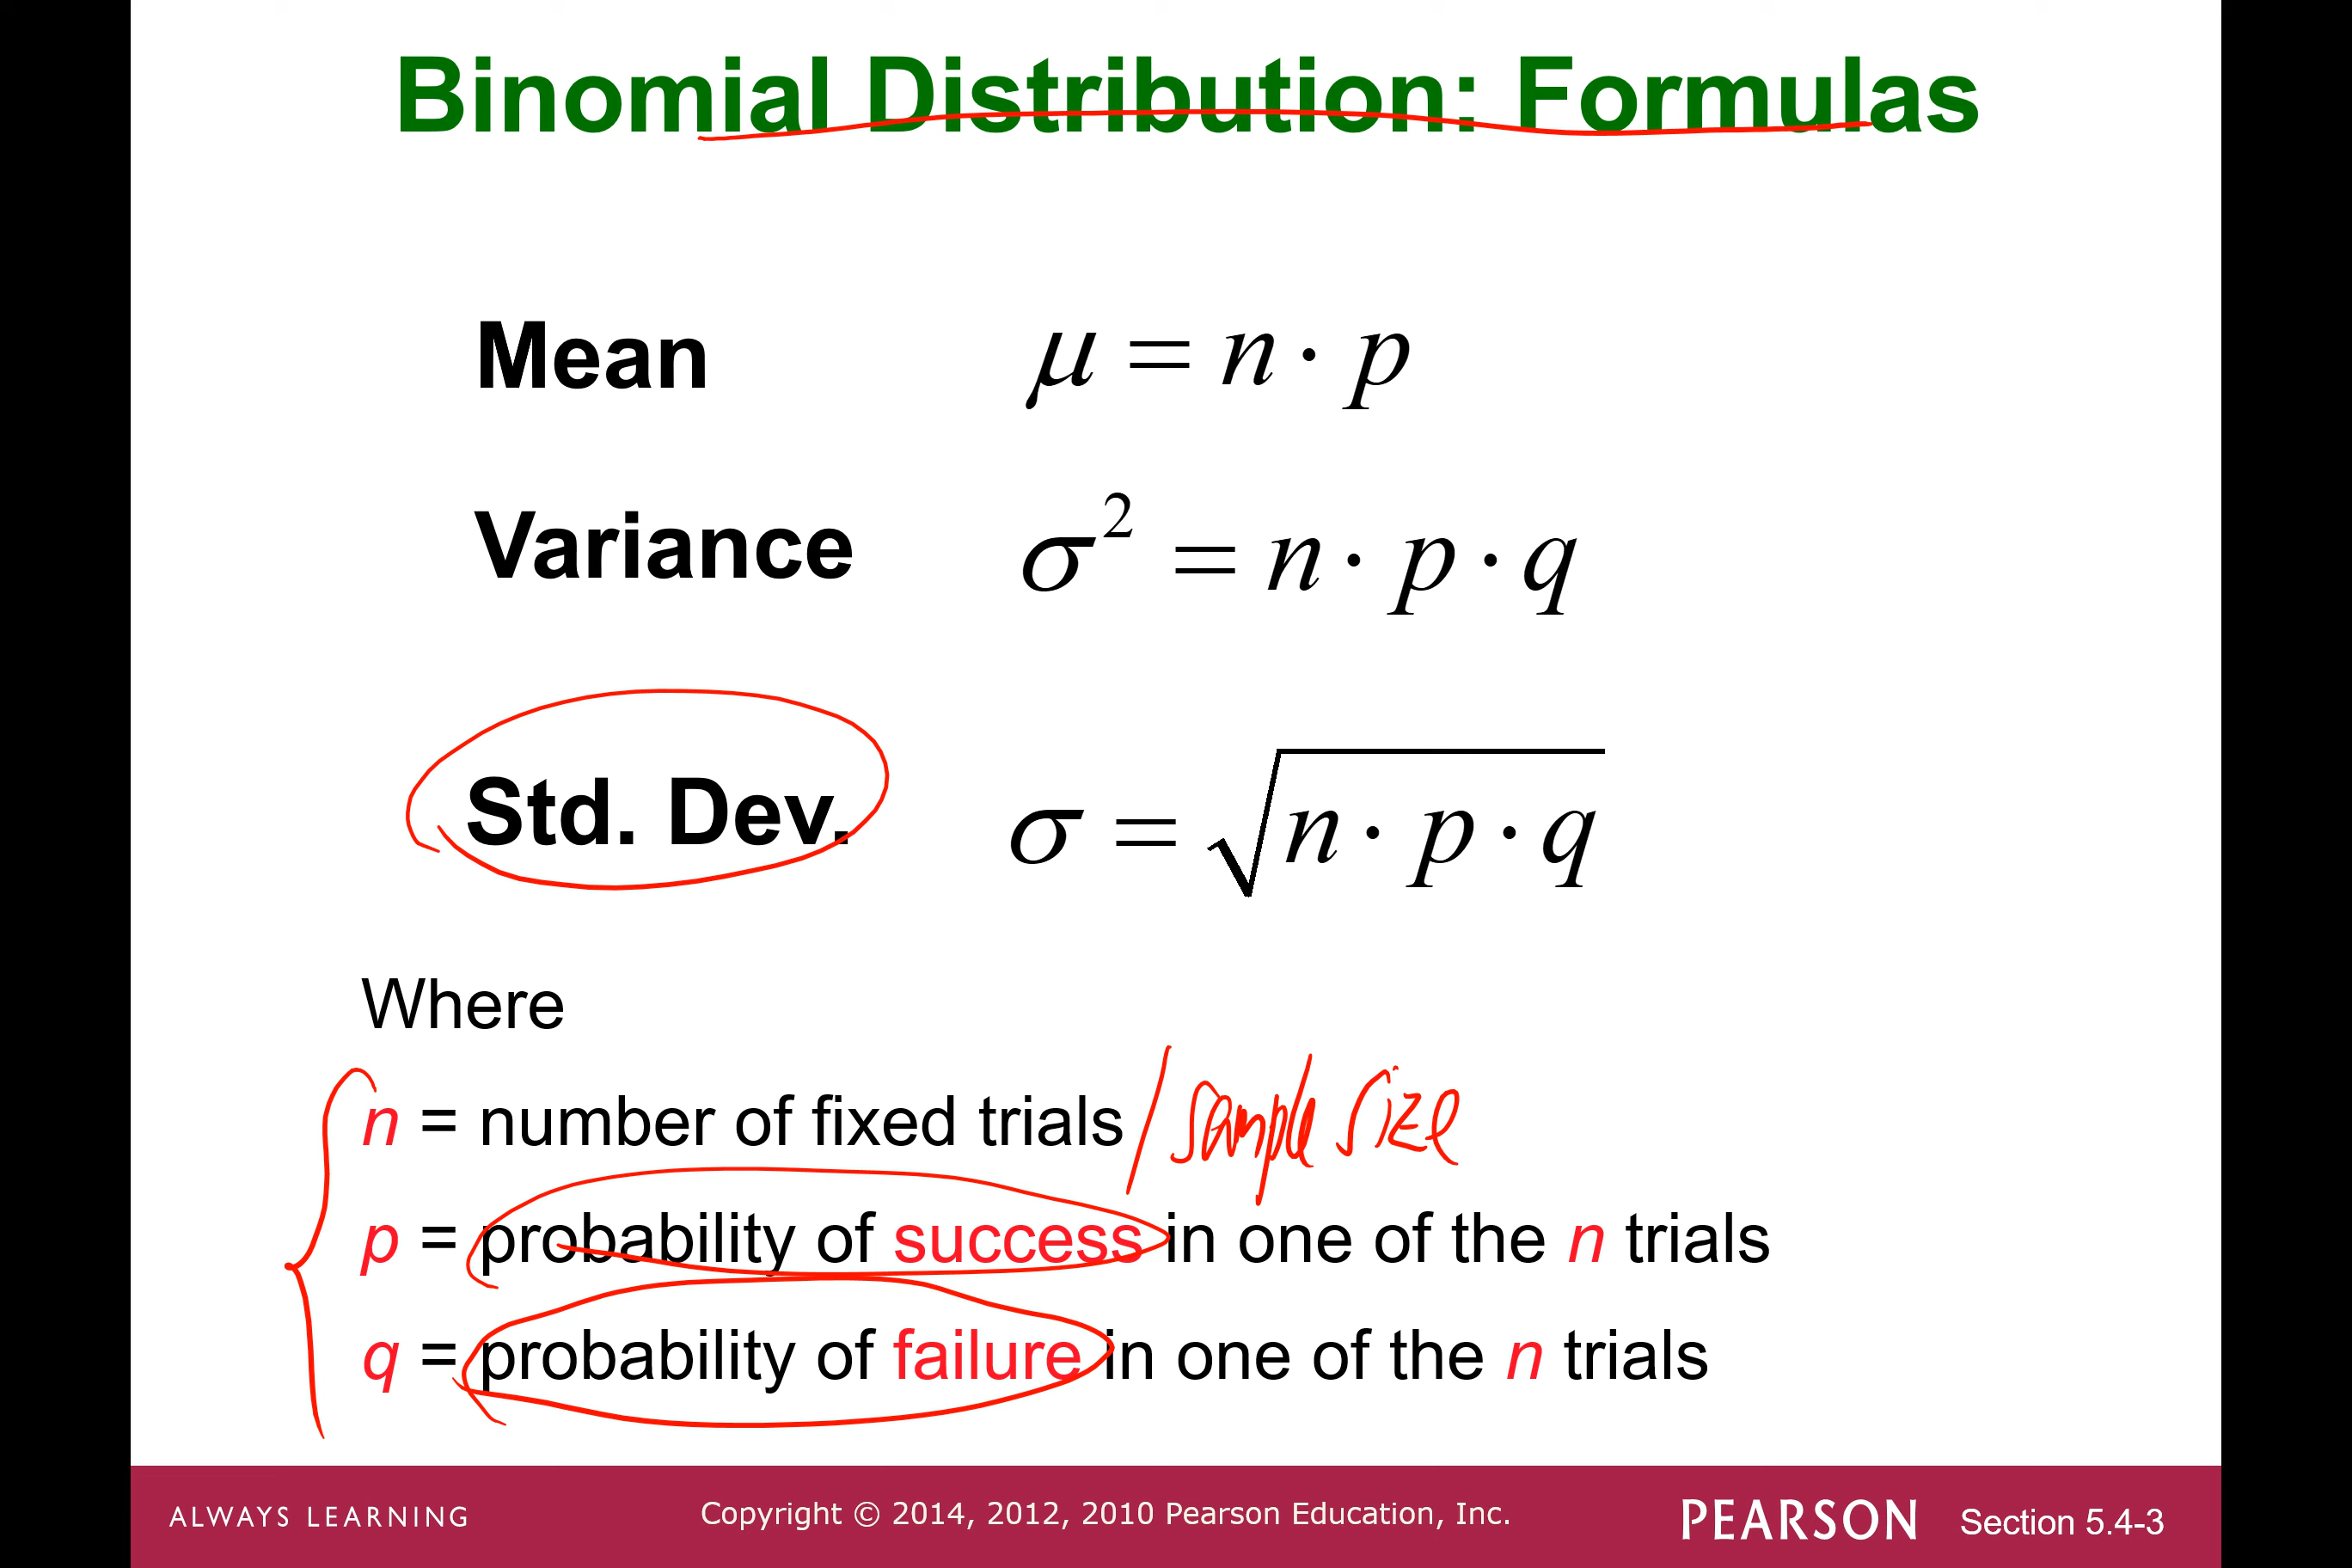 Binomial Distribution: Formulas
Mean μ = n · p
Variance σ² = n · p · q
Std. Dev. σ = √n · p · q
Where
n = number of fixed trials / sample size
p = probability of success in one of the n trials
q = probability of failure in one of the n trials
ALWAYS LEARNING Copyright © 2014, 2012, 2010 Pearson Education, Inc. PEARSON Section 5.4-3